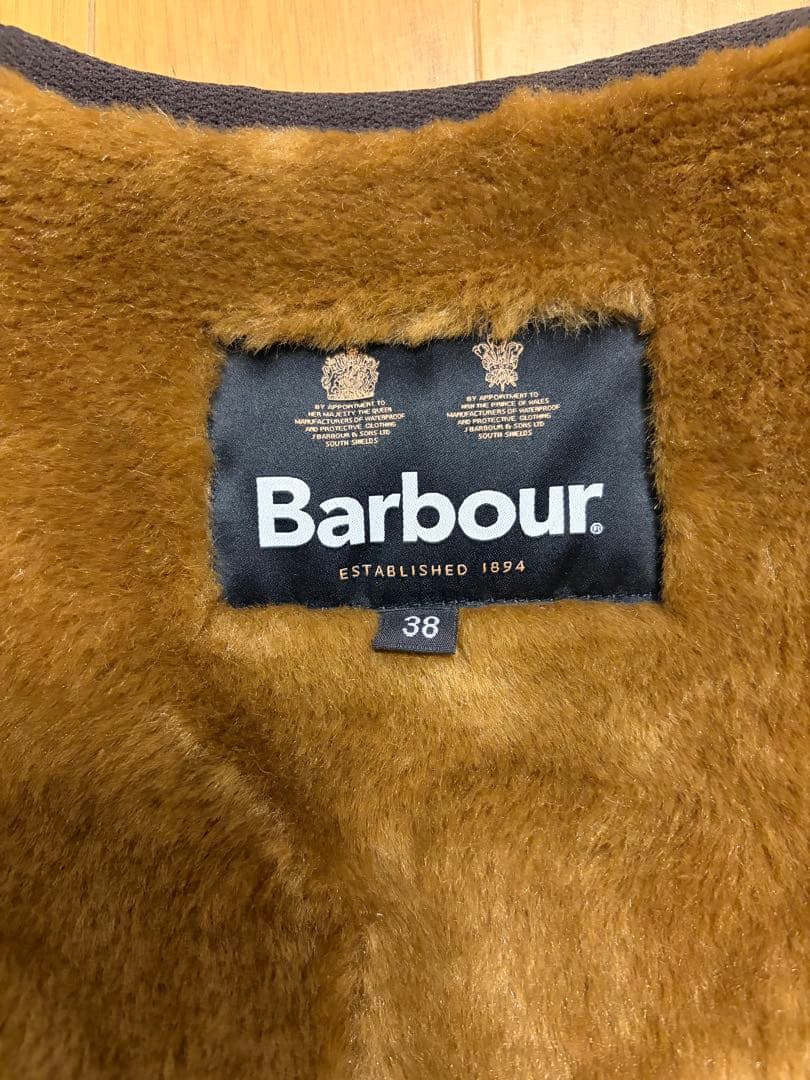 BY APPOINTMENT TO
HER MAJESTY THE QUEEN
MANUFACTURERS OF WATERPROOF
AND PROTECTIVE CLOTHING
J BARBOUR & SONS LTD
SOUTH SHIELDS
BY APPOINTMENT TO
HRH THE PRINCE OF WALES
MANUFACTURERS OF WATERPROOF
AND PROTECTIVE CLOTHING
J BARBOUR & SONS LTD
SOUTH SHIELDS
Barbour®
ESTABLISHED 1894
38